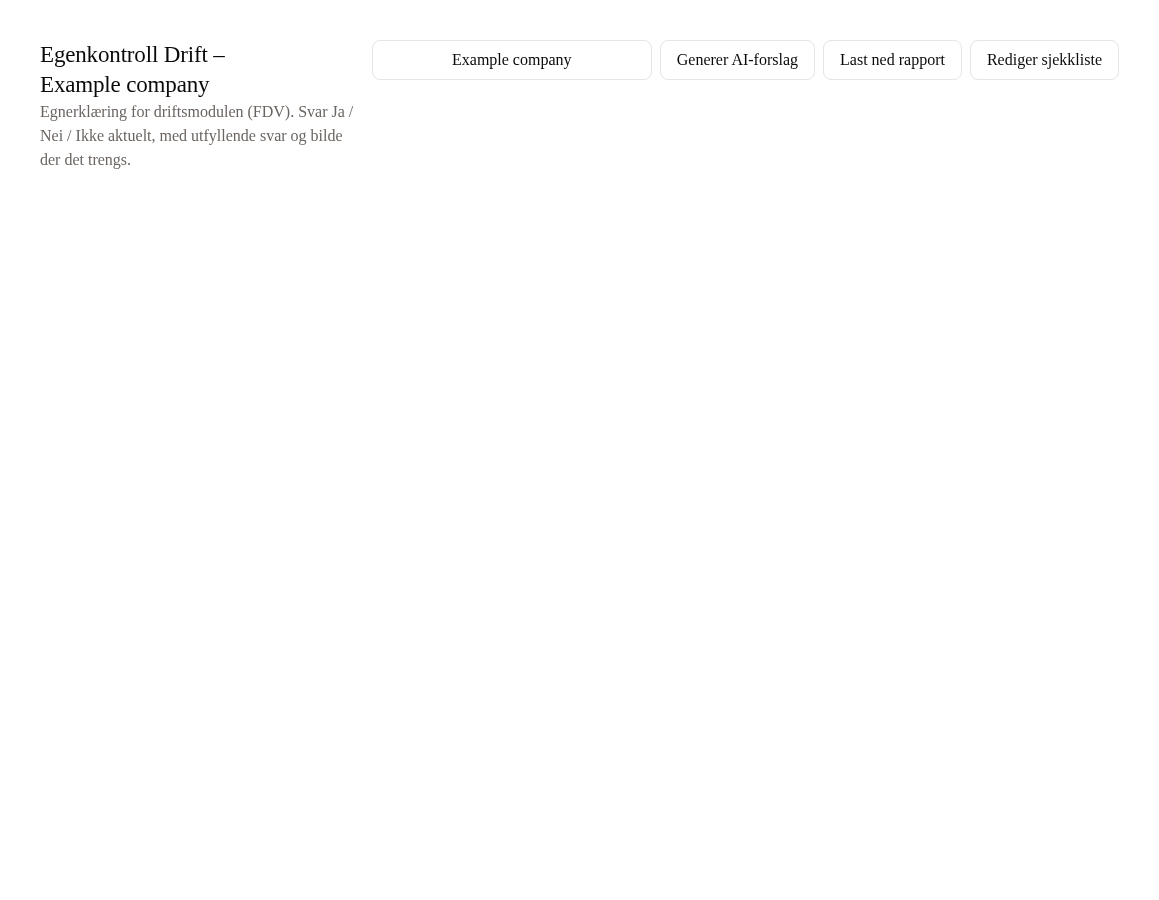 Egenkontroll Drift –
Example company
Egnerklæring for driftsmodulen (FDV). Svar Ja /
Nei / Ikke aktuelt, med utfyllende svar og bilde
der det trengs.
Example company
Generer AI-forslag
Last ned rapport
Rediger sjekkliste